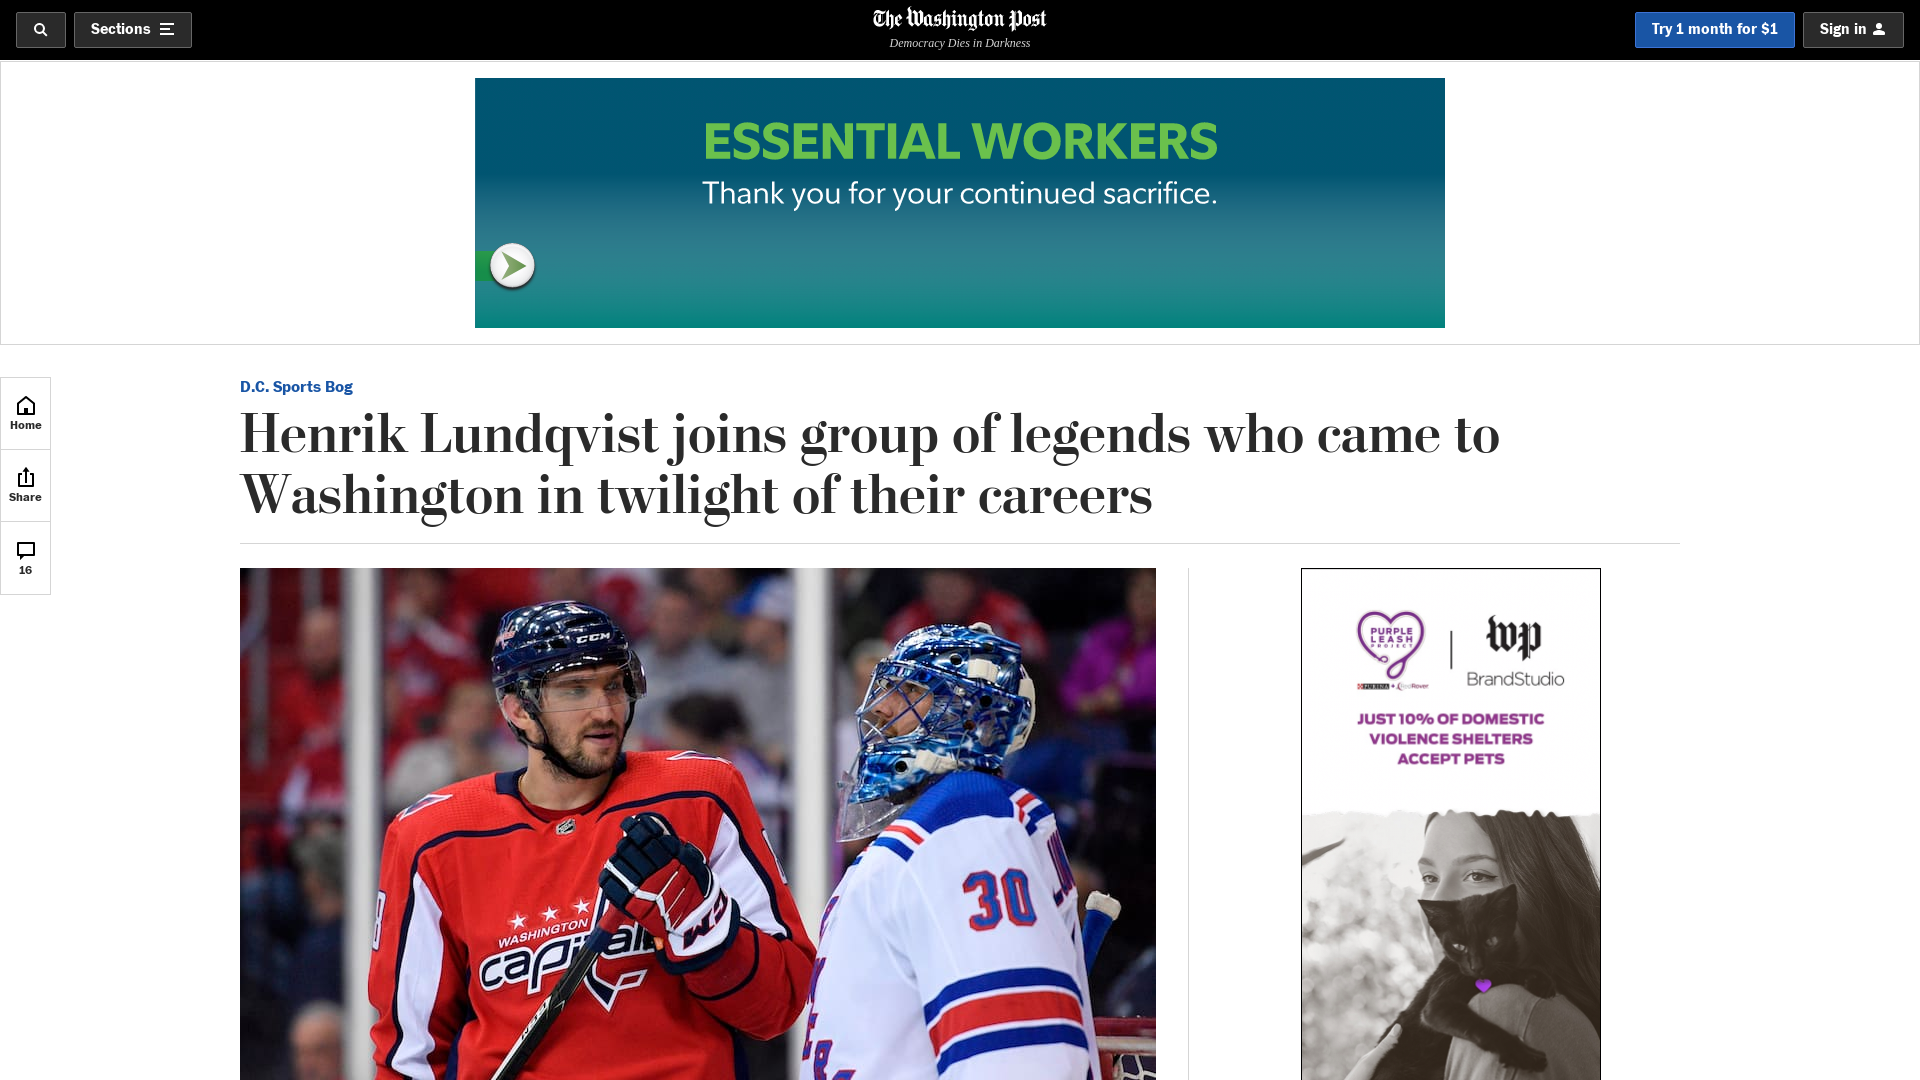 Sections
The Washington Post
Democracy Dies in Darkness
Try 1 month for $1
Sign in
ESSENTIAL WORKERS
Thank you for your continued sacrifice.
Home
Share
16
D.C. Sports Bog
Henrik Lundqvist joins group of legends who came to
Washington in twilight of their careers
CCM
WASHINGTON
capitals
CCM
30
PURPLE
LEASH
PROJECT
PURINA
wp
BrandStudio
JUST 10% OF DOMESTIC
VIOLENCE SHELTERS
ACCEPT PETS